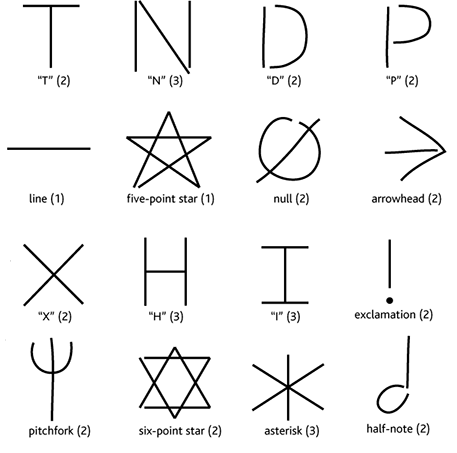 “T” (2) “N” (3) “D” (2) “P” (2)
line (1) five-point star (1) null (2) arrowhead (2)
“X” (2) “H” (3) “I” (3) exclamation (2)
pitchfork (2) six-point star (2) asterisk (3) half-note (2)